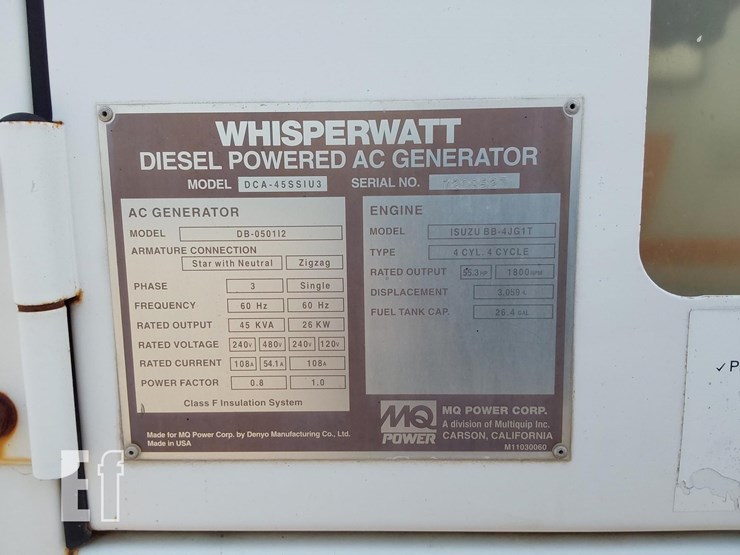 WHISPERWATT
DIESEL POWERED AC GENERATOR
MODEL DCA-45SSIU3 SERIAL NO.
AC GENERATOR
MODEL DB-0501I2
ARMATURE CONNECTION
Star with Neutral Zigzag
PHASE 3 Single
FREQUENCY 60 Hz 60 Hz
RATED OUTPUT 45 KVA 26 KW
RATED VOLTAGE 240V 480V 240V 120V
RATED CURRENT 108A 54.1A 108A
POWER FACTOR 0.8 1.0
Class F Insulation System
ENGINE
MODEL ISUZU BB-4JG1T
TYPE 4 CYL. 4 CYCLE
RATED OUTPUT 55.3 HP 1800 RPM
DISPLACEMENT 3.059 L
FUEL TANK CAP. 26.4 GAL
Made for MQ Power Corp. by Denyo Manufacturing Co., Ltd.
Made in USA
MQ
POWER
MQ POWER CORP.
A division of Multiquip Inc.
CARSON, CALIFORNIA
M11030060
✓ P
Ef